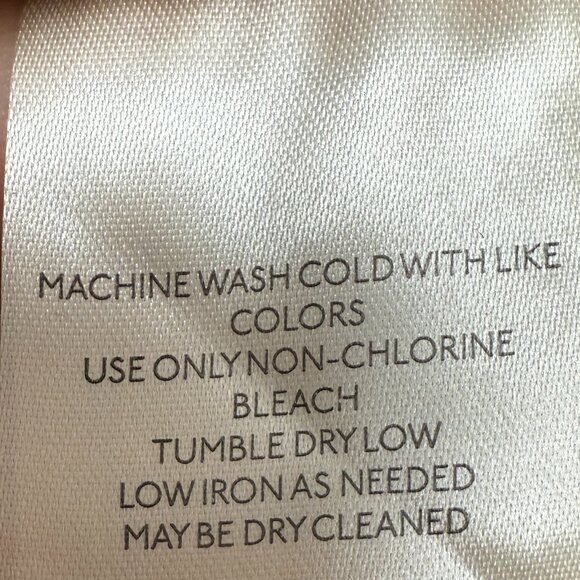 MACHINE WASH COLD WITH LIKE
COLORS
USE ONLY NON-CHLORINE
BLEACH
TUMBLE DRY LOW
LOW IRON AS NEEDED
MAY BE DRY CLEANED